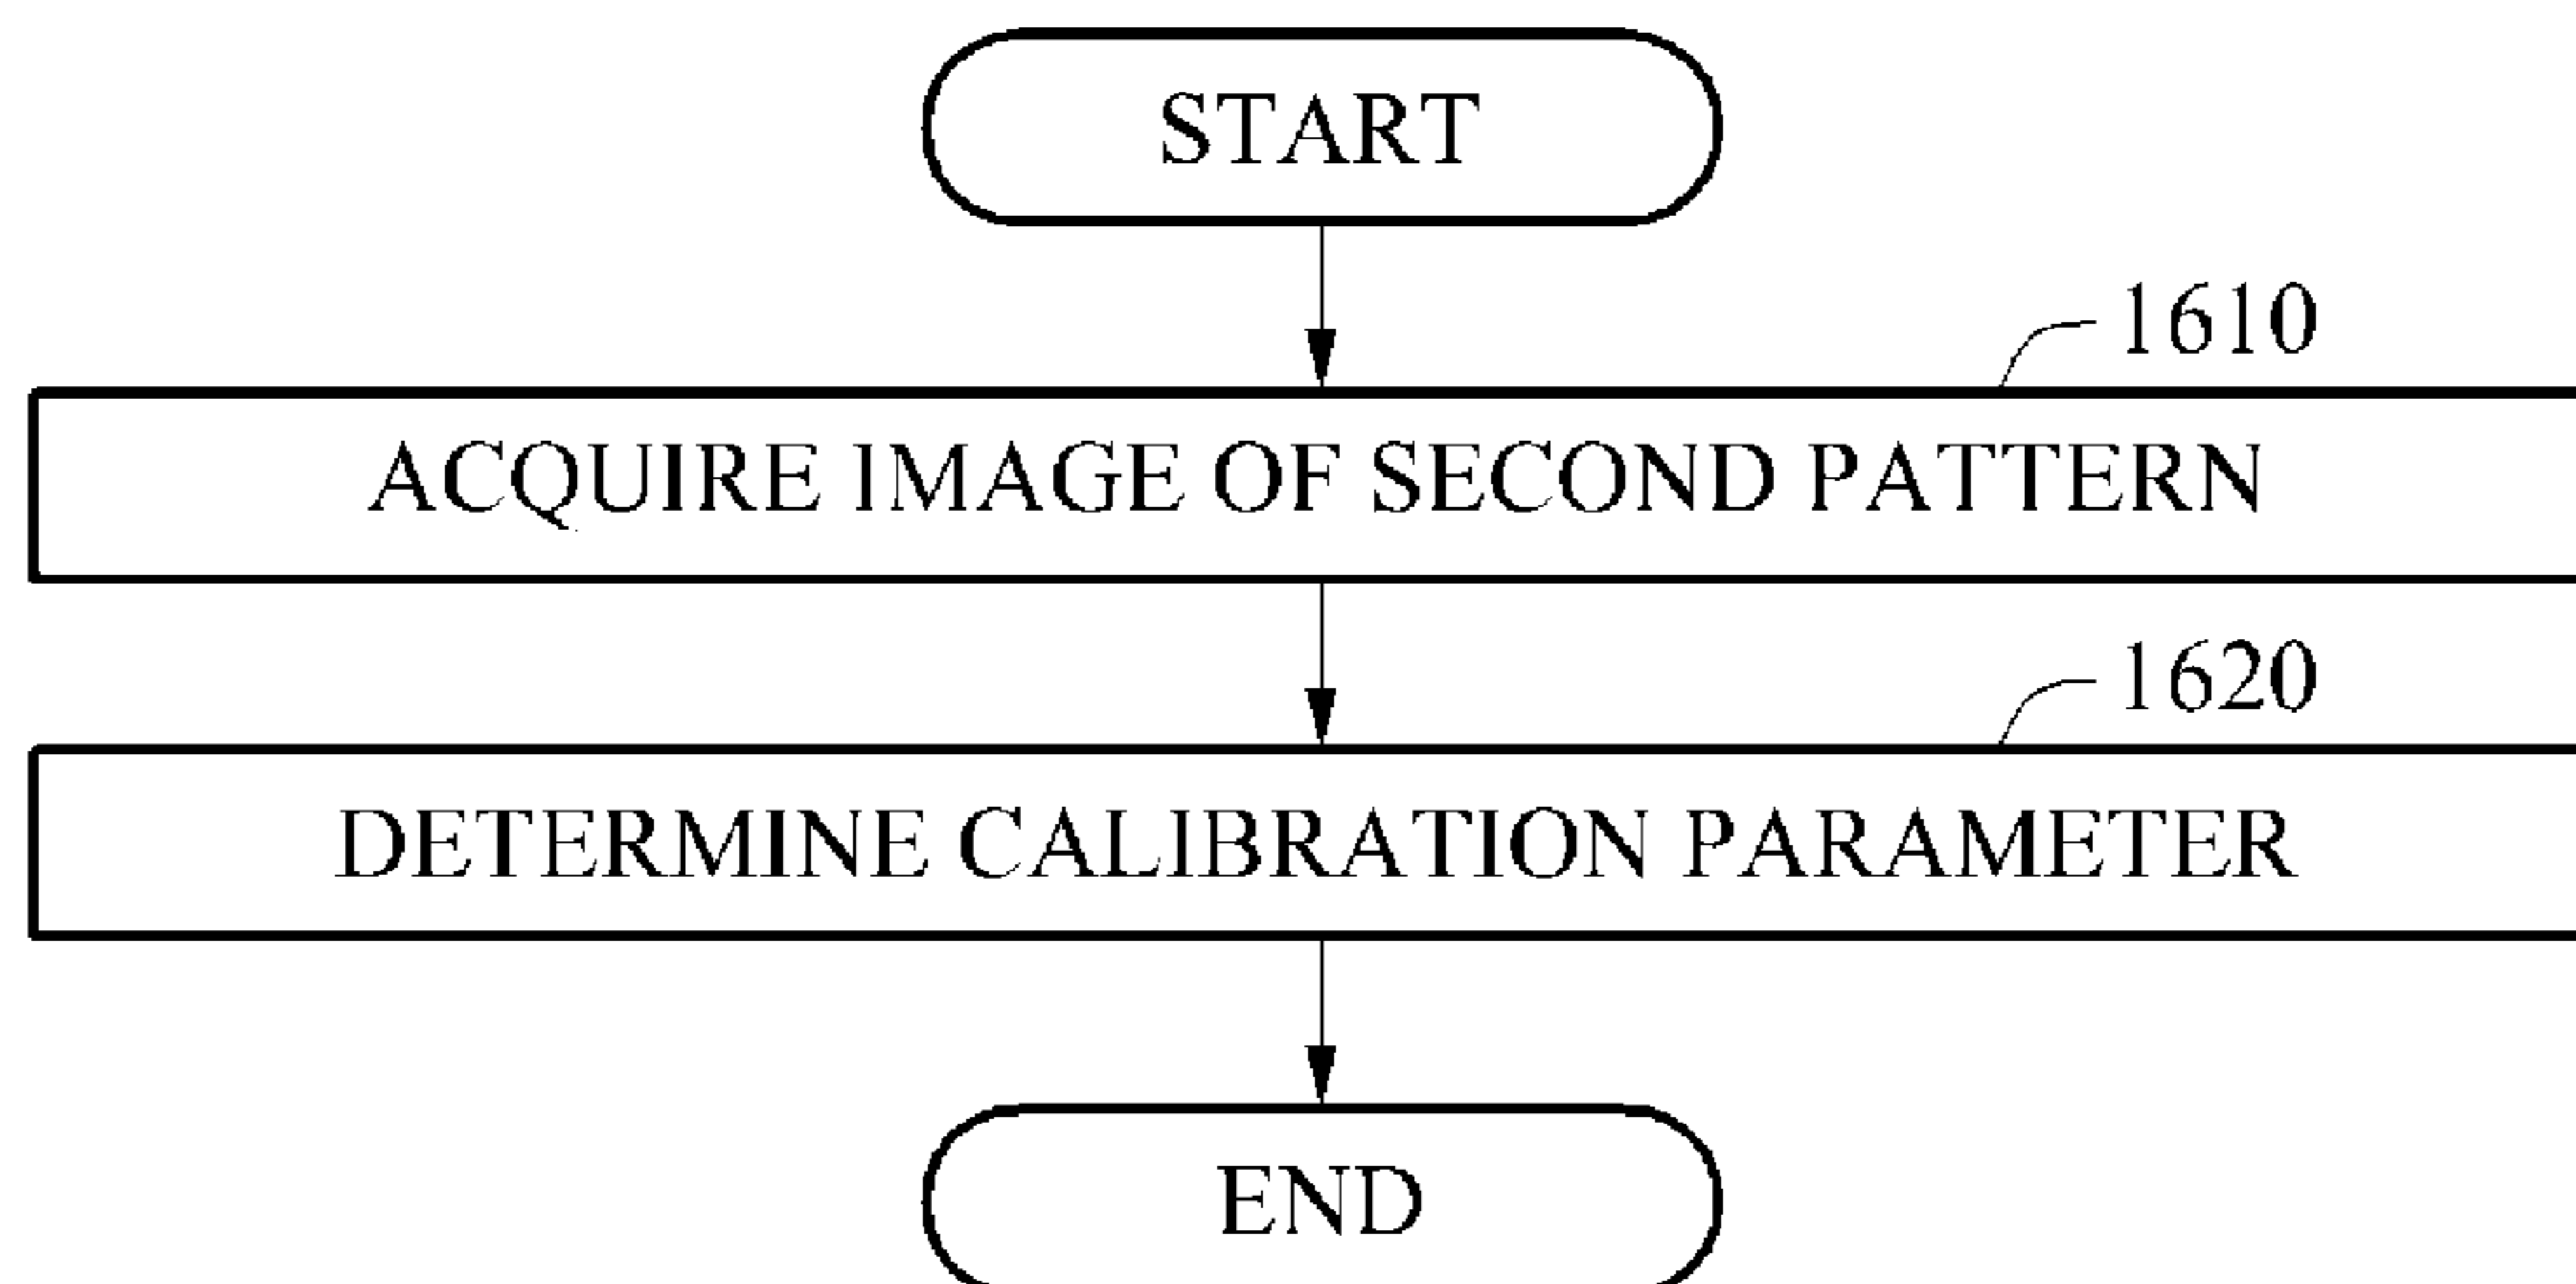 START
1610
ACQUIRE IMAGE OF SECOND PATTERN
1620
DETERMINE CALIBRATION PARAMETER
END